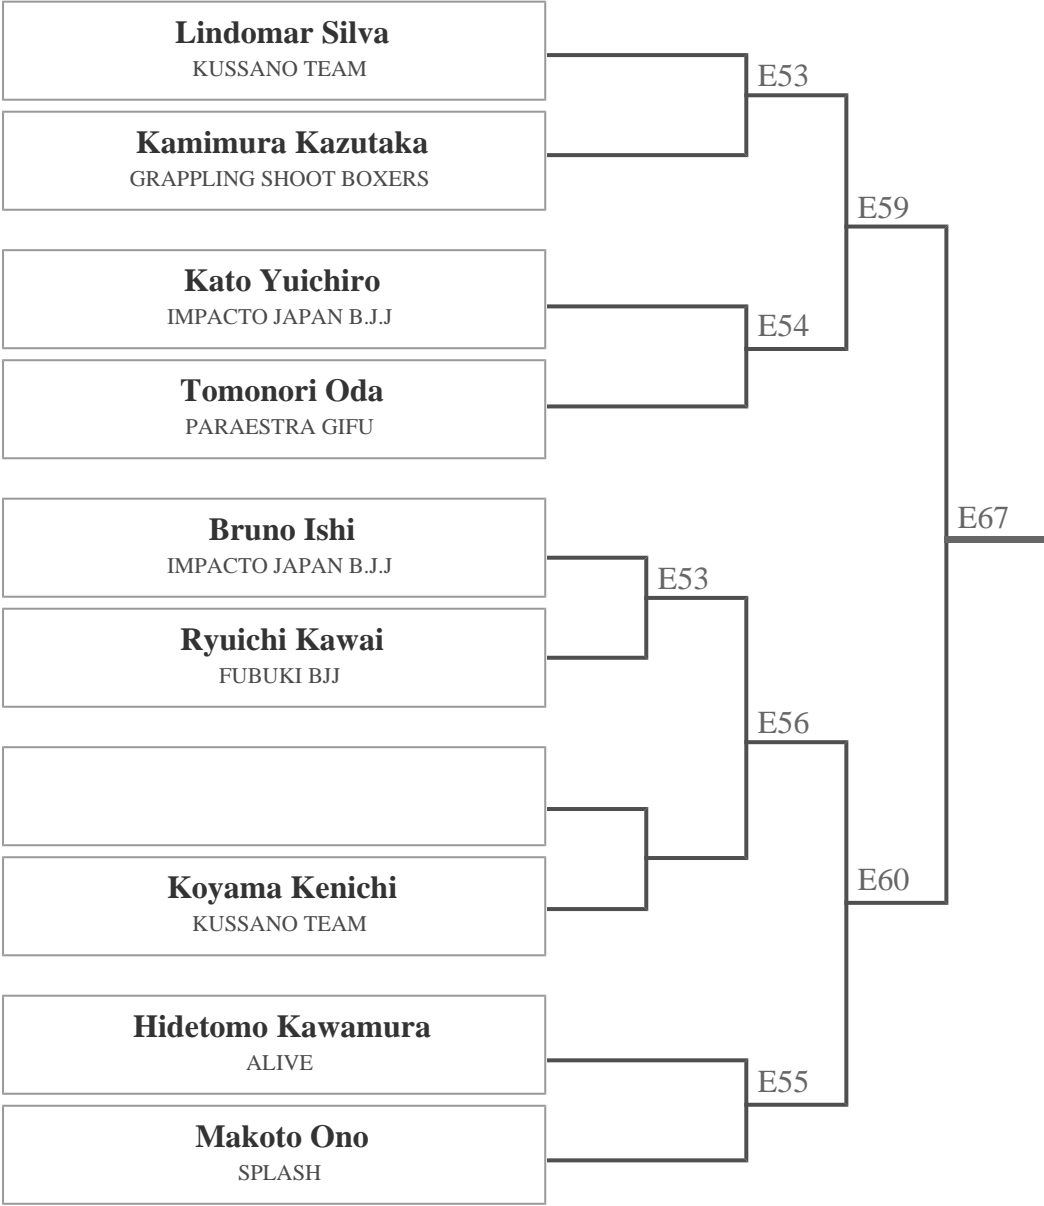 Lindomar Silva
KUSSANO TEAM
E53
Kamimura Kazutaka
GRAPPLING SHOOT BOXERS
E59
Kato Yuichiro
IMPACTO JAPAN B.J.J
E54
Tomonori Oda
PARAESTRA GIFU
E67
Bruno Ishi
IMPACTO JAPAN B.J.J
E53
Ryuichi Kawai
FUBUKI BJJ
E56
Koyama Kenichi
KUSSANO TEAM
E60
Hidetomo Kawamura
ALIVE
E55
Makoto Ono
SPLASH